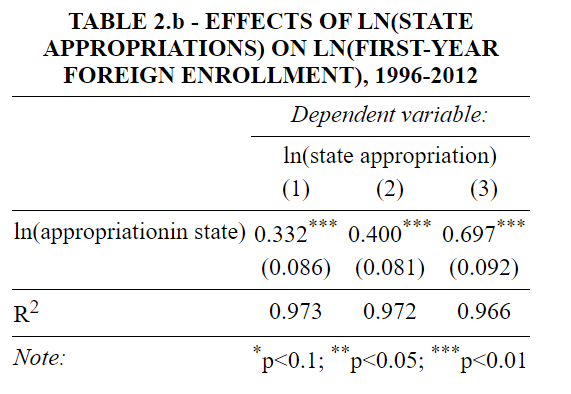 TABLE 2.b - EFFECTS OF LN(STATE
APPROPRIATIONS) ON LN(FIRST-YEAR
FOREIGN ENROLLMENT), 1996-2012
Dependent variable:
ln(state appropriation)
(1) (2) (3)
ln(appropriationin state) 0.332*** 0.400*** 0.697***
(0.086) (0.081) (0.092)
R2 0.973 0.972 0.966
Note: *p<0.1; **p<0.05; ***p<0.01